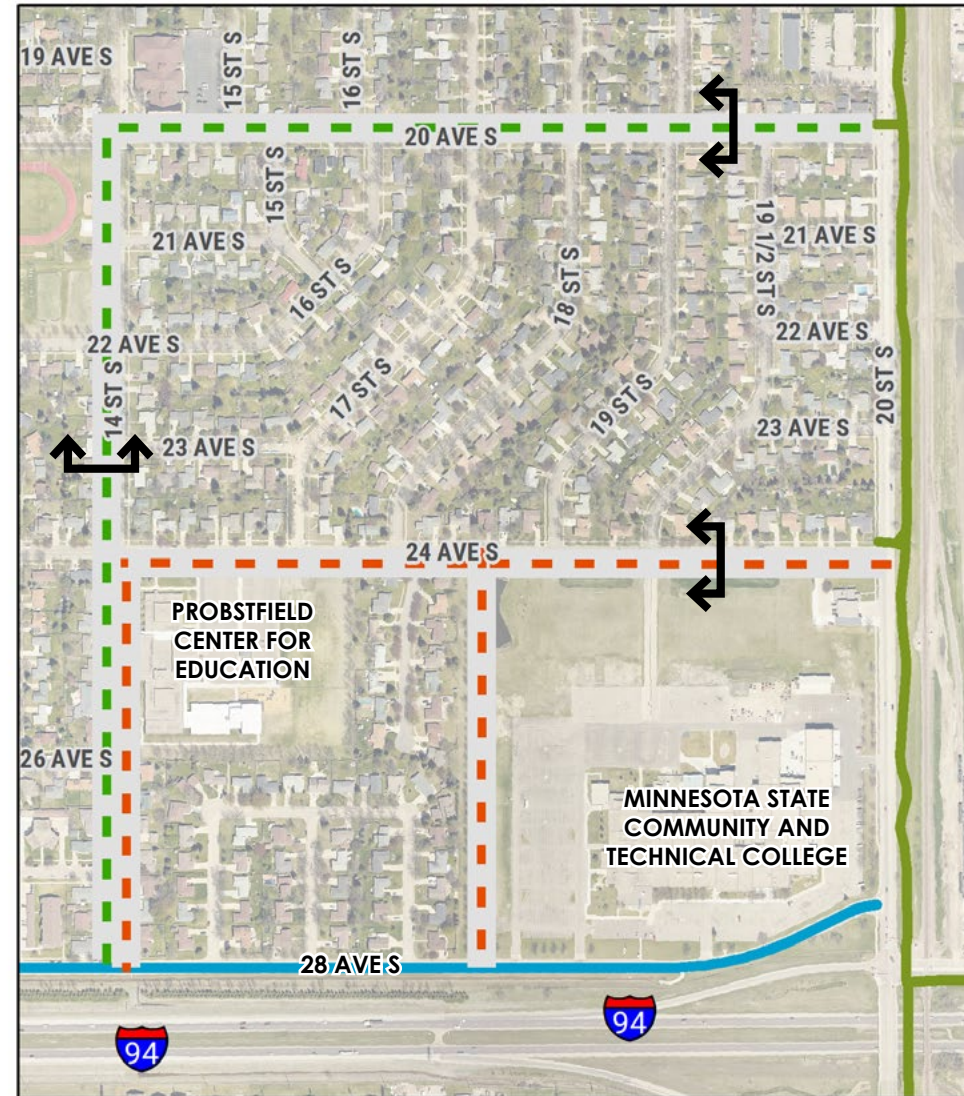 19 AVE S
15 ST S
16 ST S
20 AVE S
15 ST S
21 AVE S
16 ST S
17 ST S
18 ST S
19 ST S
19 1/2 ST S
21 AVE S
22 AVE S
22 AVE S
14 ST S
23 AVE S
23 AVE S
20 ST S
24 AVE S
PROBSTFIELD
CENTER FOR
EDUCATION
26 AVE S
MINNESOTA STATE
COMMUNITY AND
TECHNICAL COLLEGE
28 AVE S
94
94